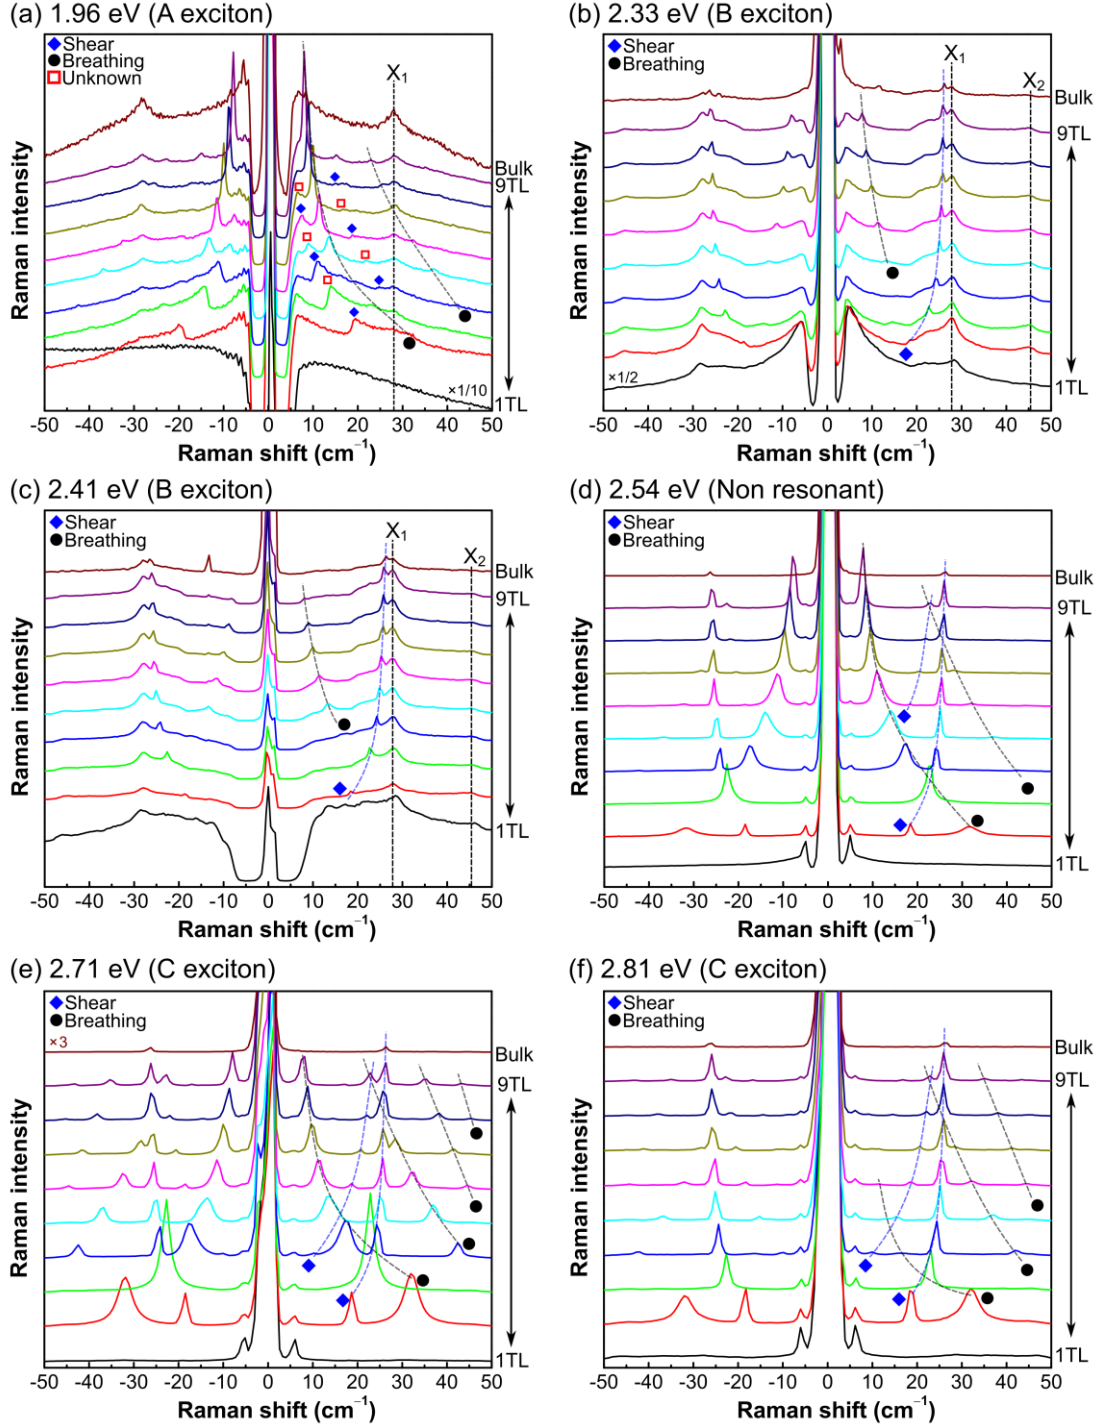 (a) 1.96 eV (A exciton)
Shear
Breathing
Unknown
X1
Bulk
9TL
1TL
×1/10
Raman intensity
-50 -40 -30 -20 -10 0 10 20 30 40 50
Raman shift (cm⁻¹)
(b) 2.33 eV (B exciton)
Shear
Breathing
X1
X2
Bulk
9TL
1TL
×1/2
Raman intensity
-50 -40 -30 -20 -10 0 10 20 30 40 50
Raman shift (cm⁻¹)
(c) 2.41 eV (B exciton)
Shear
Breathing
X1
X2
Bulk
9TL
1TL
Raman intensity
-50 -40 -30 -20 -10 0 10 20 30 40 50
Raman shift (cm⁻¹)
(d) 2.54 eV (Non resonant)
Shear
Breathing
Bulk
9TL
1TL
Raman intensity
-50 -40 -30 -20 -10 0 10 20 30 40 50
Raman shift (cm⁻¹)
(e) 2.71 eV (C exciton)
Shear
Breathing
×3
Bulk
9TL
1TL
Raman intensity
-50 -40 -30 -20 -10 0 10 20 30 40 50
Raman shift (cm⁻¹)
(f) 2.81 eV (C exciton)
Shear
Breathing
Bulk
9TL
1TL
Raman intensity
-50 -40 -30 -20 -10 0 10 20 30 40 50
Raman shift (cm⁻¹)